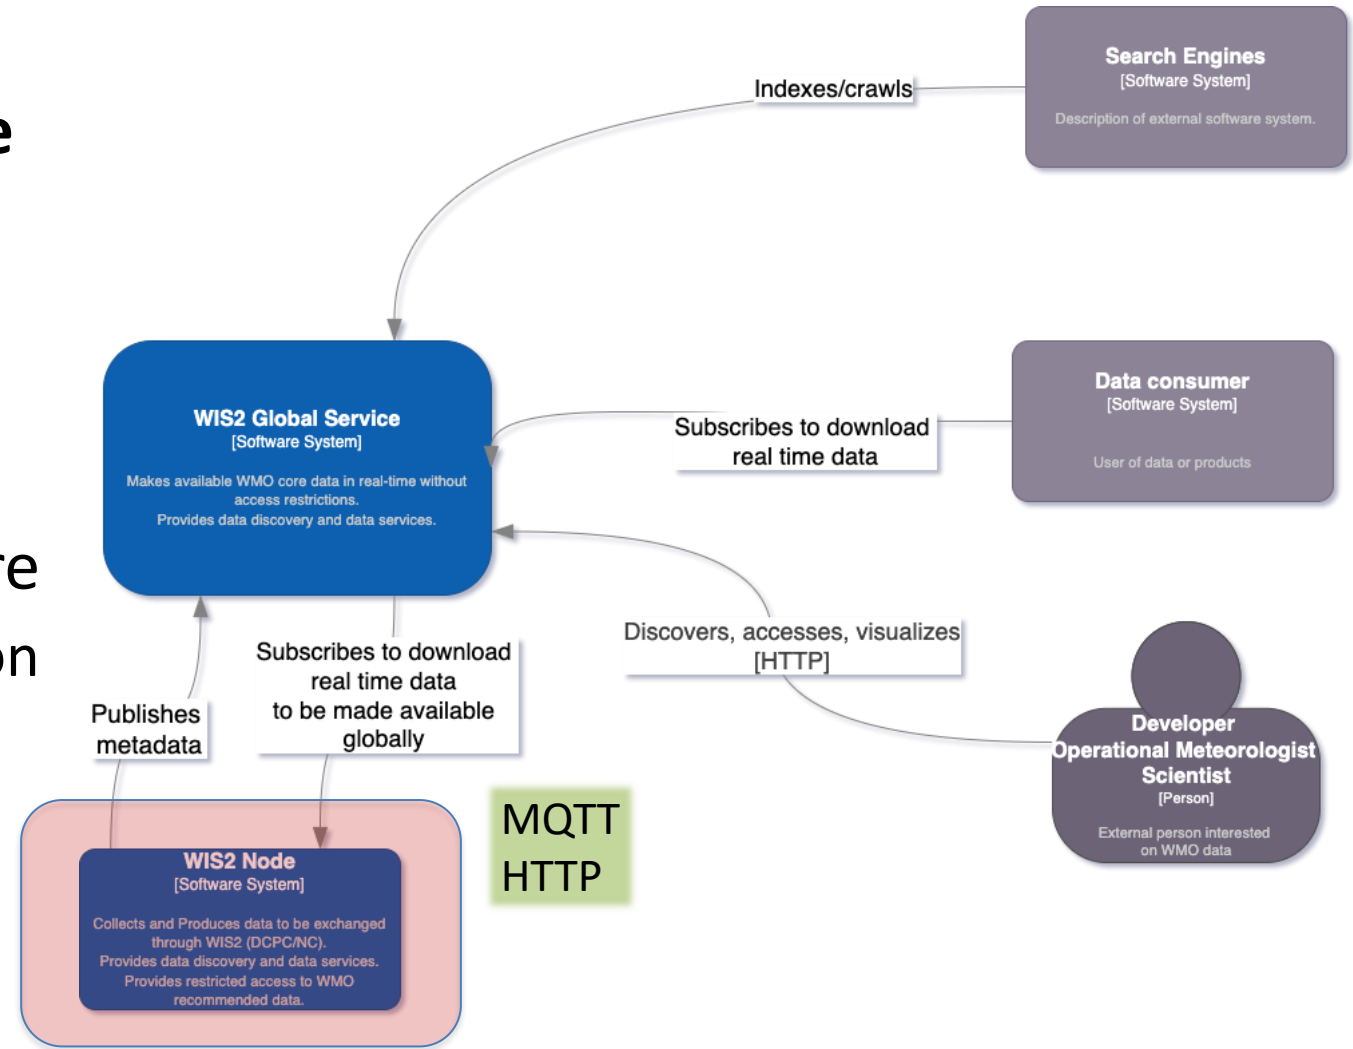 Search Engines
[Software System]
Description of external software system.
Indexes/crawls
e
WIS2 Global Service
[Software System]
Makes available WMO core data in real-time without
access restrictions.
Provides data discovery and data services.
Data consumer
[Software System]
User of data or products
Subscribes to download
real time data
re
on
Discovers, accesses, visualizes
[HTTP]
Subscribes to download
real time data
to be made available
globally
Publishes
metadata
Developer
Operational Meteorologist
Scientist
[Person]
External person interested
on WMO data
MQTT
HTTP
WIS2 Node
[Software System]
Collects and Produces data to be exchanged
through WIS2 (DCPC/NC).
Provides data discovery and data services.
Provides restricted access to WMO
recommended data.